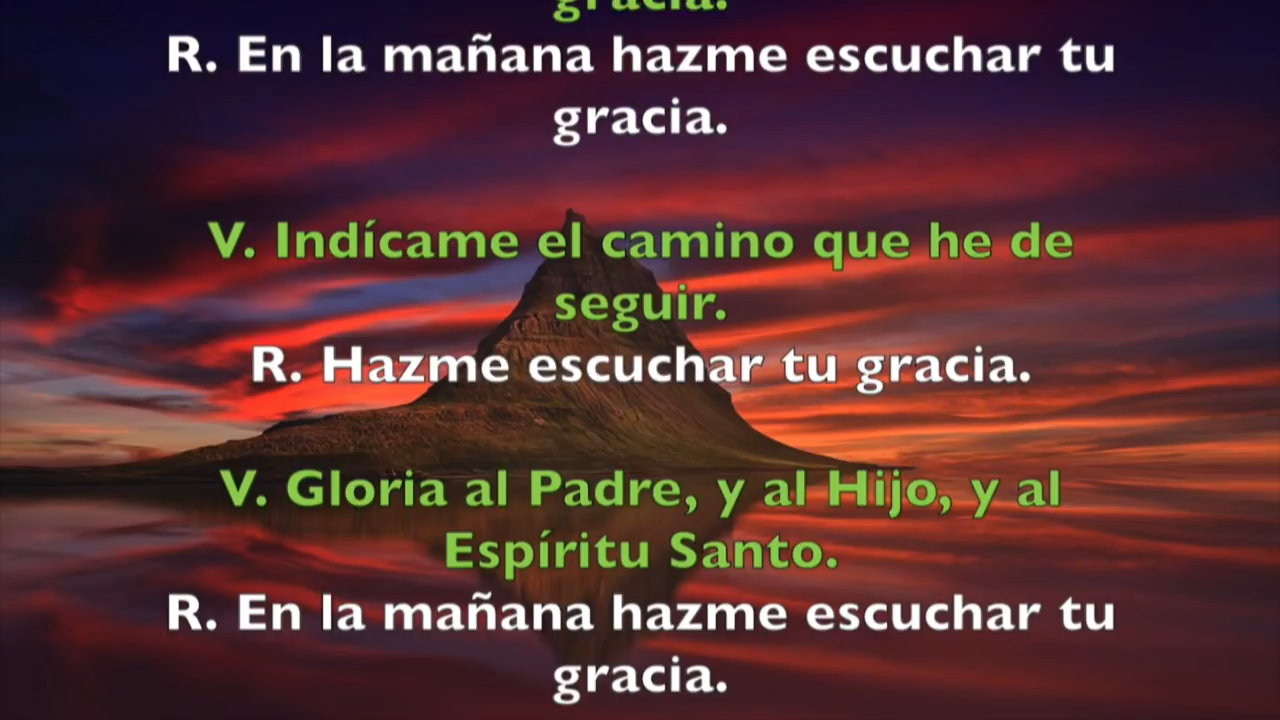 gracia.
R. En la mañana hazme escuchar tu
gracia.
V. Indícame el camino que he de
seguir.
R. Hazme escuchar tu gracia.
V. Gloria al Padre, y al Hijo, y al
Espíritu Santo.
R. En la mañana hazme escuchar tu
gracia.